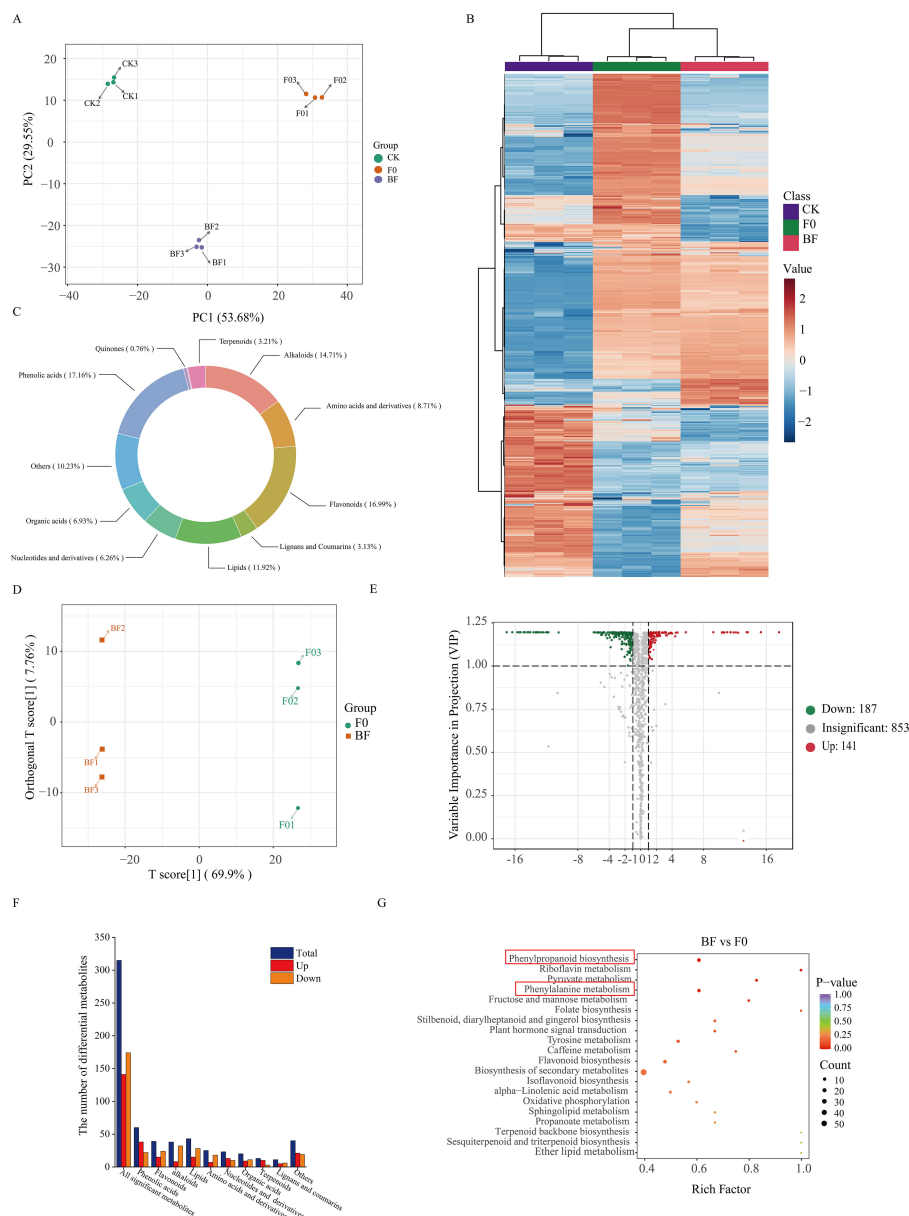 A
20
10
0
−10
−20
−30
−40
−20
0
20
40
PC2 (29.55%)
PC1 (53.68%)
CK3
CK2
CK1
F03
F02
F01
BF2
BF3
BF1
Group
CK
F0
BF
B
Class
CK
F0
BF
Value
2
1
0
−1
−2
C
Terpenoids ( 3.21% )
Quinones ( 0.76% )
Alkaloids ( 14.71% )
Phenolic acids ( 17.16% )
Amino acids and derivatives ( 8.71% )
Others ( 10.23% )
Flavonoids ( 16.99% )
Organic acids ( 6.93% )
Lignans and Coumarins ( 3.13% )
Nucleotides and derivatives ( 6.26% )
Lipids ( 11.92% )
D
10
0
−10
−20
0
20
Orthogonal T score[1] ( 7.76% )
T score[1] ( 69.9% )
BF2
BF1
BF3
F03
F02
F01
Group
F0
BF
E
1.25
1.00
0.75
0.50
0.25
0.00
Variable Importance in Projection (VIP)
-16
-8
-4
-2
-1
0
1
2
4
8
16
Down: 187
Insignificant: 853
Up: 141
F
350
300
250
200
150
100
50
0
The number of differential metabolites
Total
Up
Down
All significant metabolites
Phenolic acids
Flavonoids
alkaloids
Lipids
Amino acids and derivatives
Nucleotides and derivatives
Organic acids
Terpenoids
Lignans and coumarins
Others
G
BF vs F0
Phenylpropanoid biosynthesis
Riboflavin metabolism
Pyruvate metabolism
Phenylalanine metabolism
Fructose and mannose metabolism
Folate biosynthesis
Stilbenoid, diarylheptanoid and gingerol biosynthesis
Plant hormone signal transduction
Tyrosine metabolism
Caffeine metabolism
Flavonoid biosynthesis
Biosynthesis of secondary metabolites
Isoflavonoid biosynthesis
alpha−Linolenic acid metabolism
Oxidative phosphorylation
Sphingolipid metabolism
Propanoate metabolism
Terpenoid backbone biosynthesis
Sesquiterpenoid and triterpenoid biosynthesis
Ether lipid metabolism
0.4
0.6
0.8
1.0
Rich Factor
P−value
1.00
0.75
0.50
0.25
0.00
Count
10
20
30
40
50